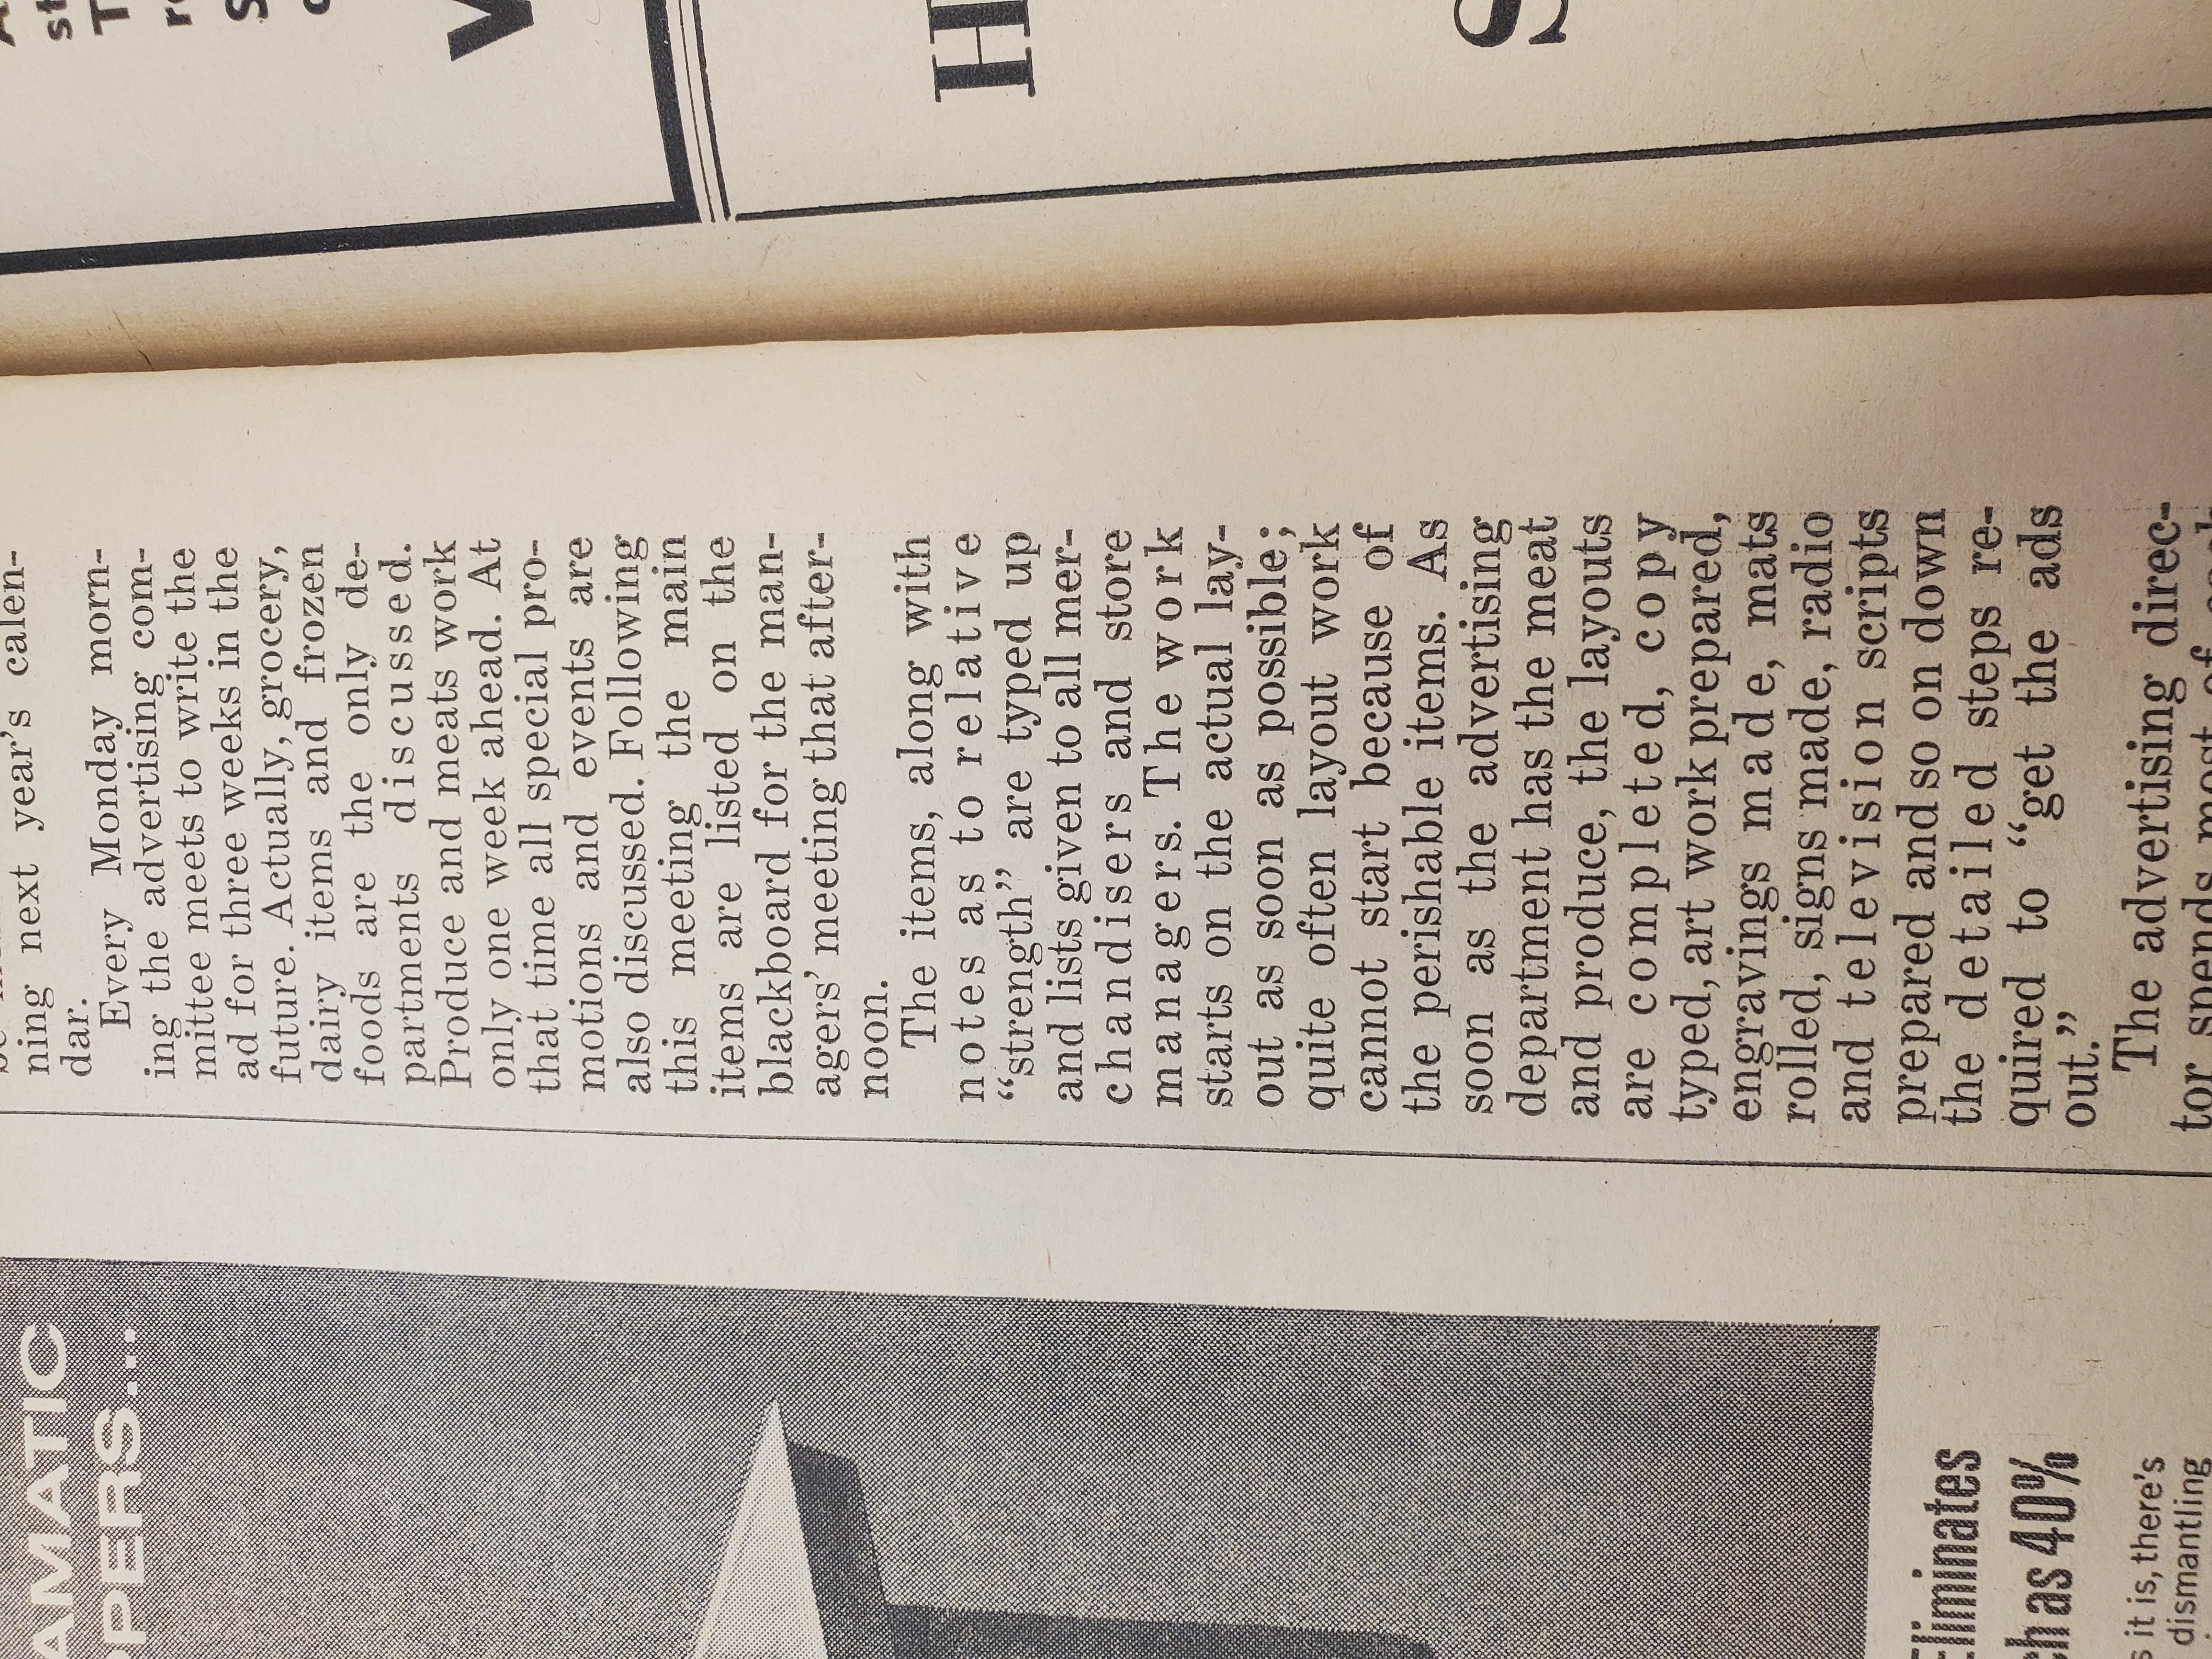 ning next year's calen-
dar.
Every Monday morn-
ing the advertising com-
mittee meets to write the
ad for three weeks in the
future. Actually, grocery,
dairy items and frozen
foods are the only de-
partments discussed.
Produce and meats work
only one week ahead. At
that time all special pro-
motions and events are
also discussed. Following
this meeting the main
items are listed on the
blackboard for the man-
agers' meeting that after-
noon.
The items, along with
notes as to relative
“strength” are typed up
and lists given to all mer-
chandisers and store
managers. The work
starts on the actual lay-
out as soon as possible;
quite often layout work
cannot start because of
the perishable items. As
soon as the advertising
department has the meat
and produce, the layouts
are completed, copy
typed, art work prepared,
engravings made, mats
rolled, signs made, radio
and television scripts
prepared and so on down
the detailed steps re-
quired to “get the ads
out.”
The advertising direc-
tor spends most of
AMATIC
PERS...
Eliminates
ch as 40%
s it is, there's
dismantling